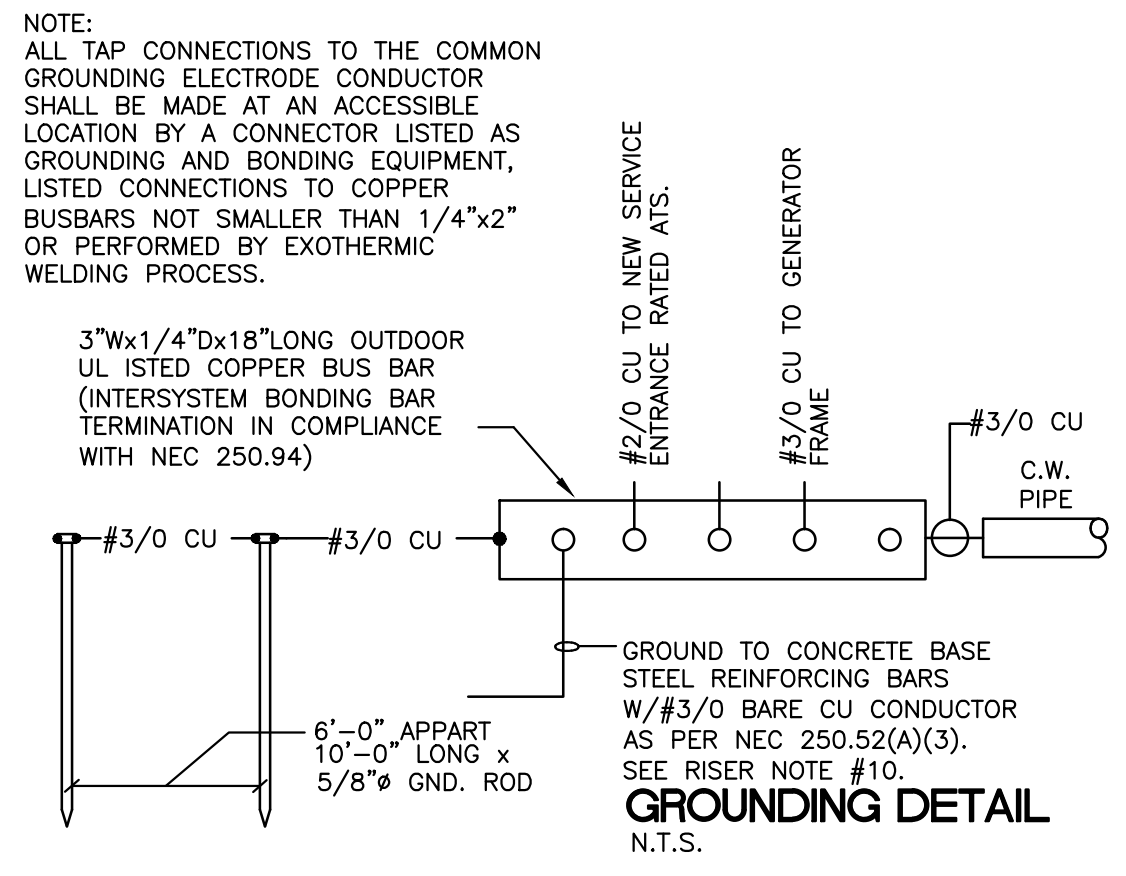 NOTE:
ALL TAP CONNECTIONS TO THE COMMON
GROUNDING ELECTRODE CONDUCTOR
SHALL BE MADE AT AN ACCESSIBLE
LOCATION BY A CONNECTOR LISTED AS
GROUNDING AND BONDING EQUIPMENT,
LISTED CONNECTIONS TO COPPER
BUSBARS NOT SMALLER THAN 1/4"x2"
OR PERFORMED BY EXOTHERMIC
WELDING PROCESS.
3"Wx1/4"Dx18"LONG OUTDOOR
UL ISTED COPPER BUS BAR
(INTERSYSTEM BONDING BAR
TERMINATION IN COMPLIANCE
WITH NEC 250.94)
#2/0 CU TO NEW SERVICE
ENTRANCE RATED ATS.
#3/0 CU TO GENERATOR
FRAME
#3/0 CU
C.W.
PIPE
#3/0 CU
#3/0 CU
6'-0" APPART
10'-0" LONG x
5/8"ø GND. ROD
GROUND TO CONCRETE BASE
STEEL REINFORCING BARS
W/#3/0 BARE CU CONDUCTOR
AS PER NEC 250.52(A)(3).
SEE RISER NOTE #10.
GROUNDING DETAIL
N.T.S.